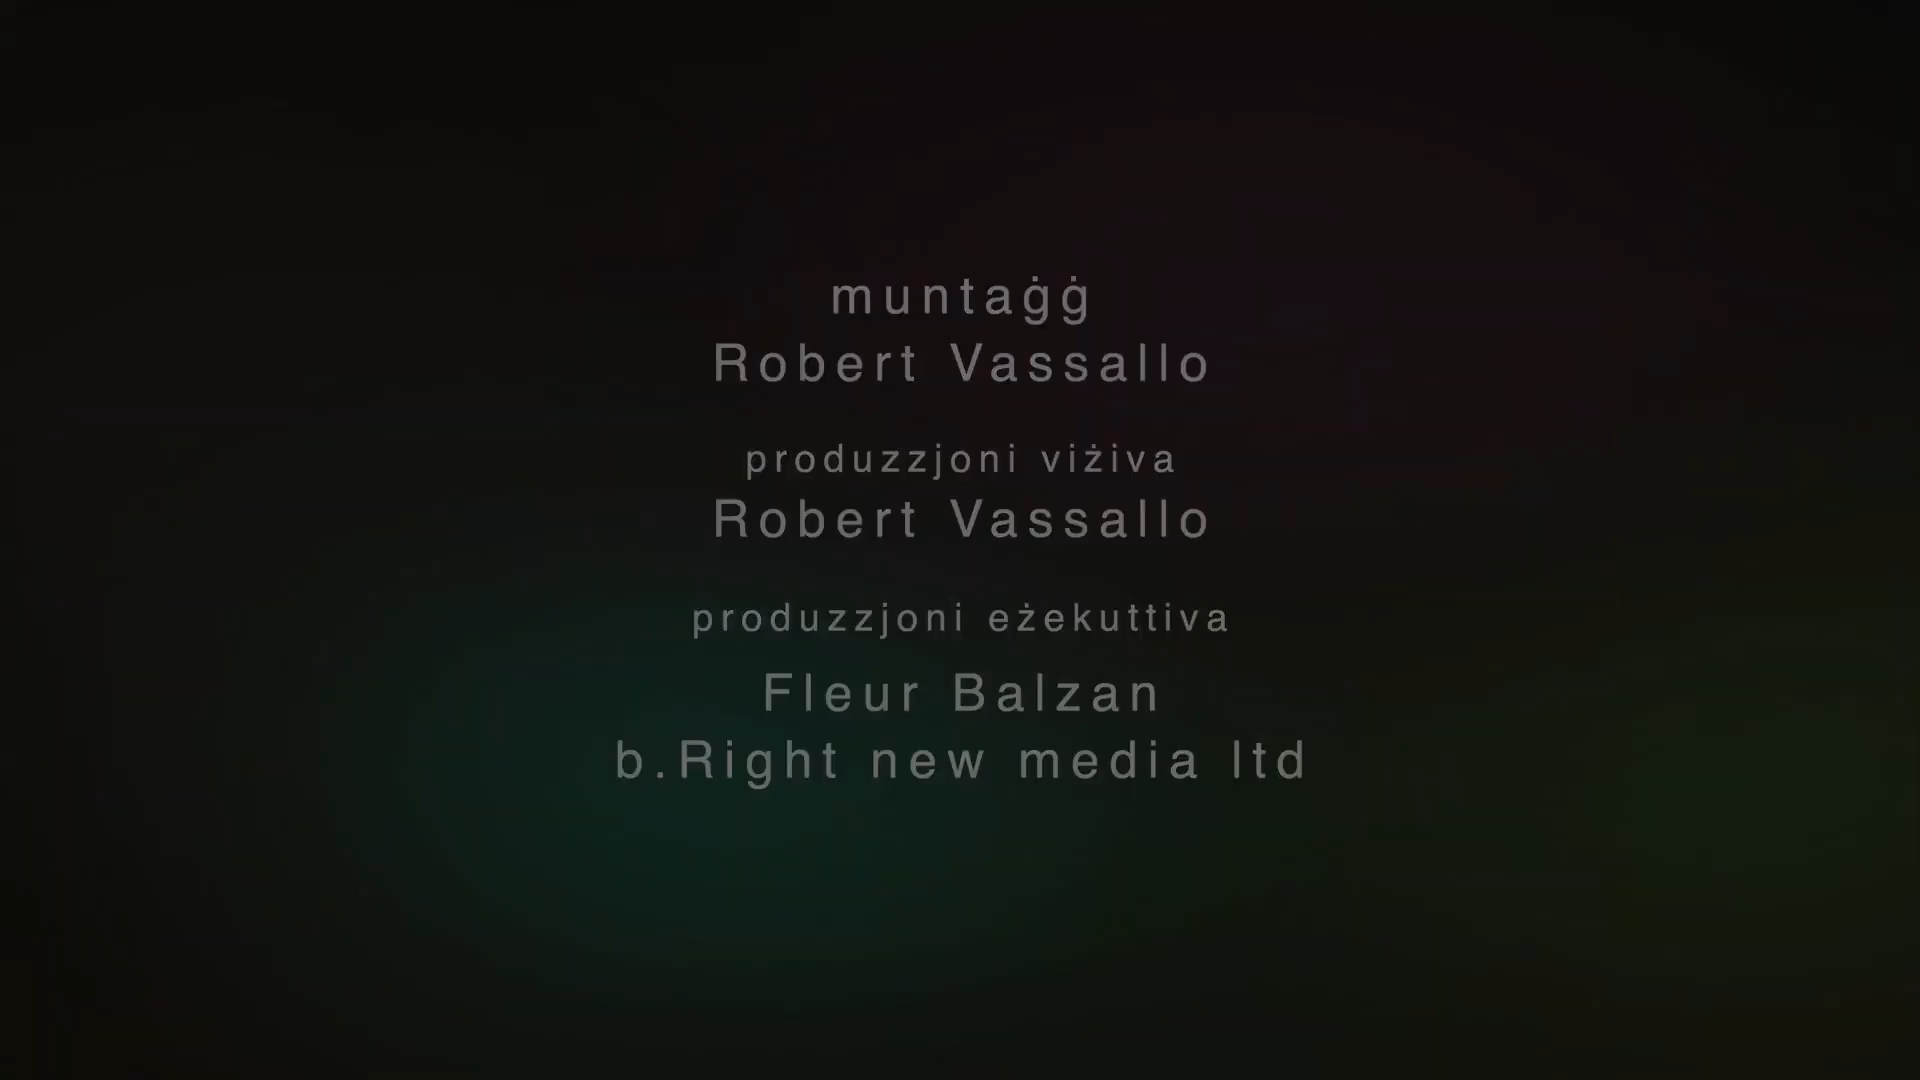 muntaġġ
Robert Vassallo
produzzjoni viżiva
Robert Vassallo
produzzjoni eżekuttiva
Fleur Balzan
b.Right new media ltd